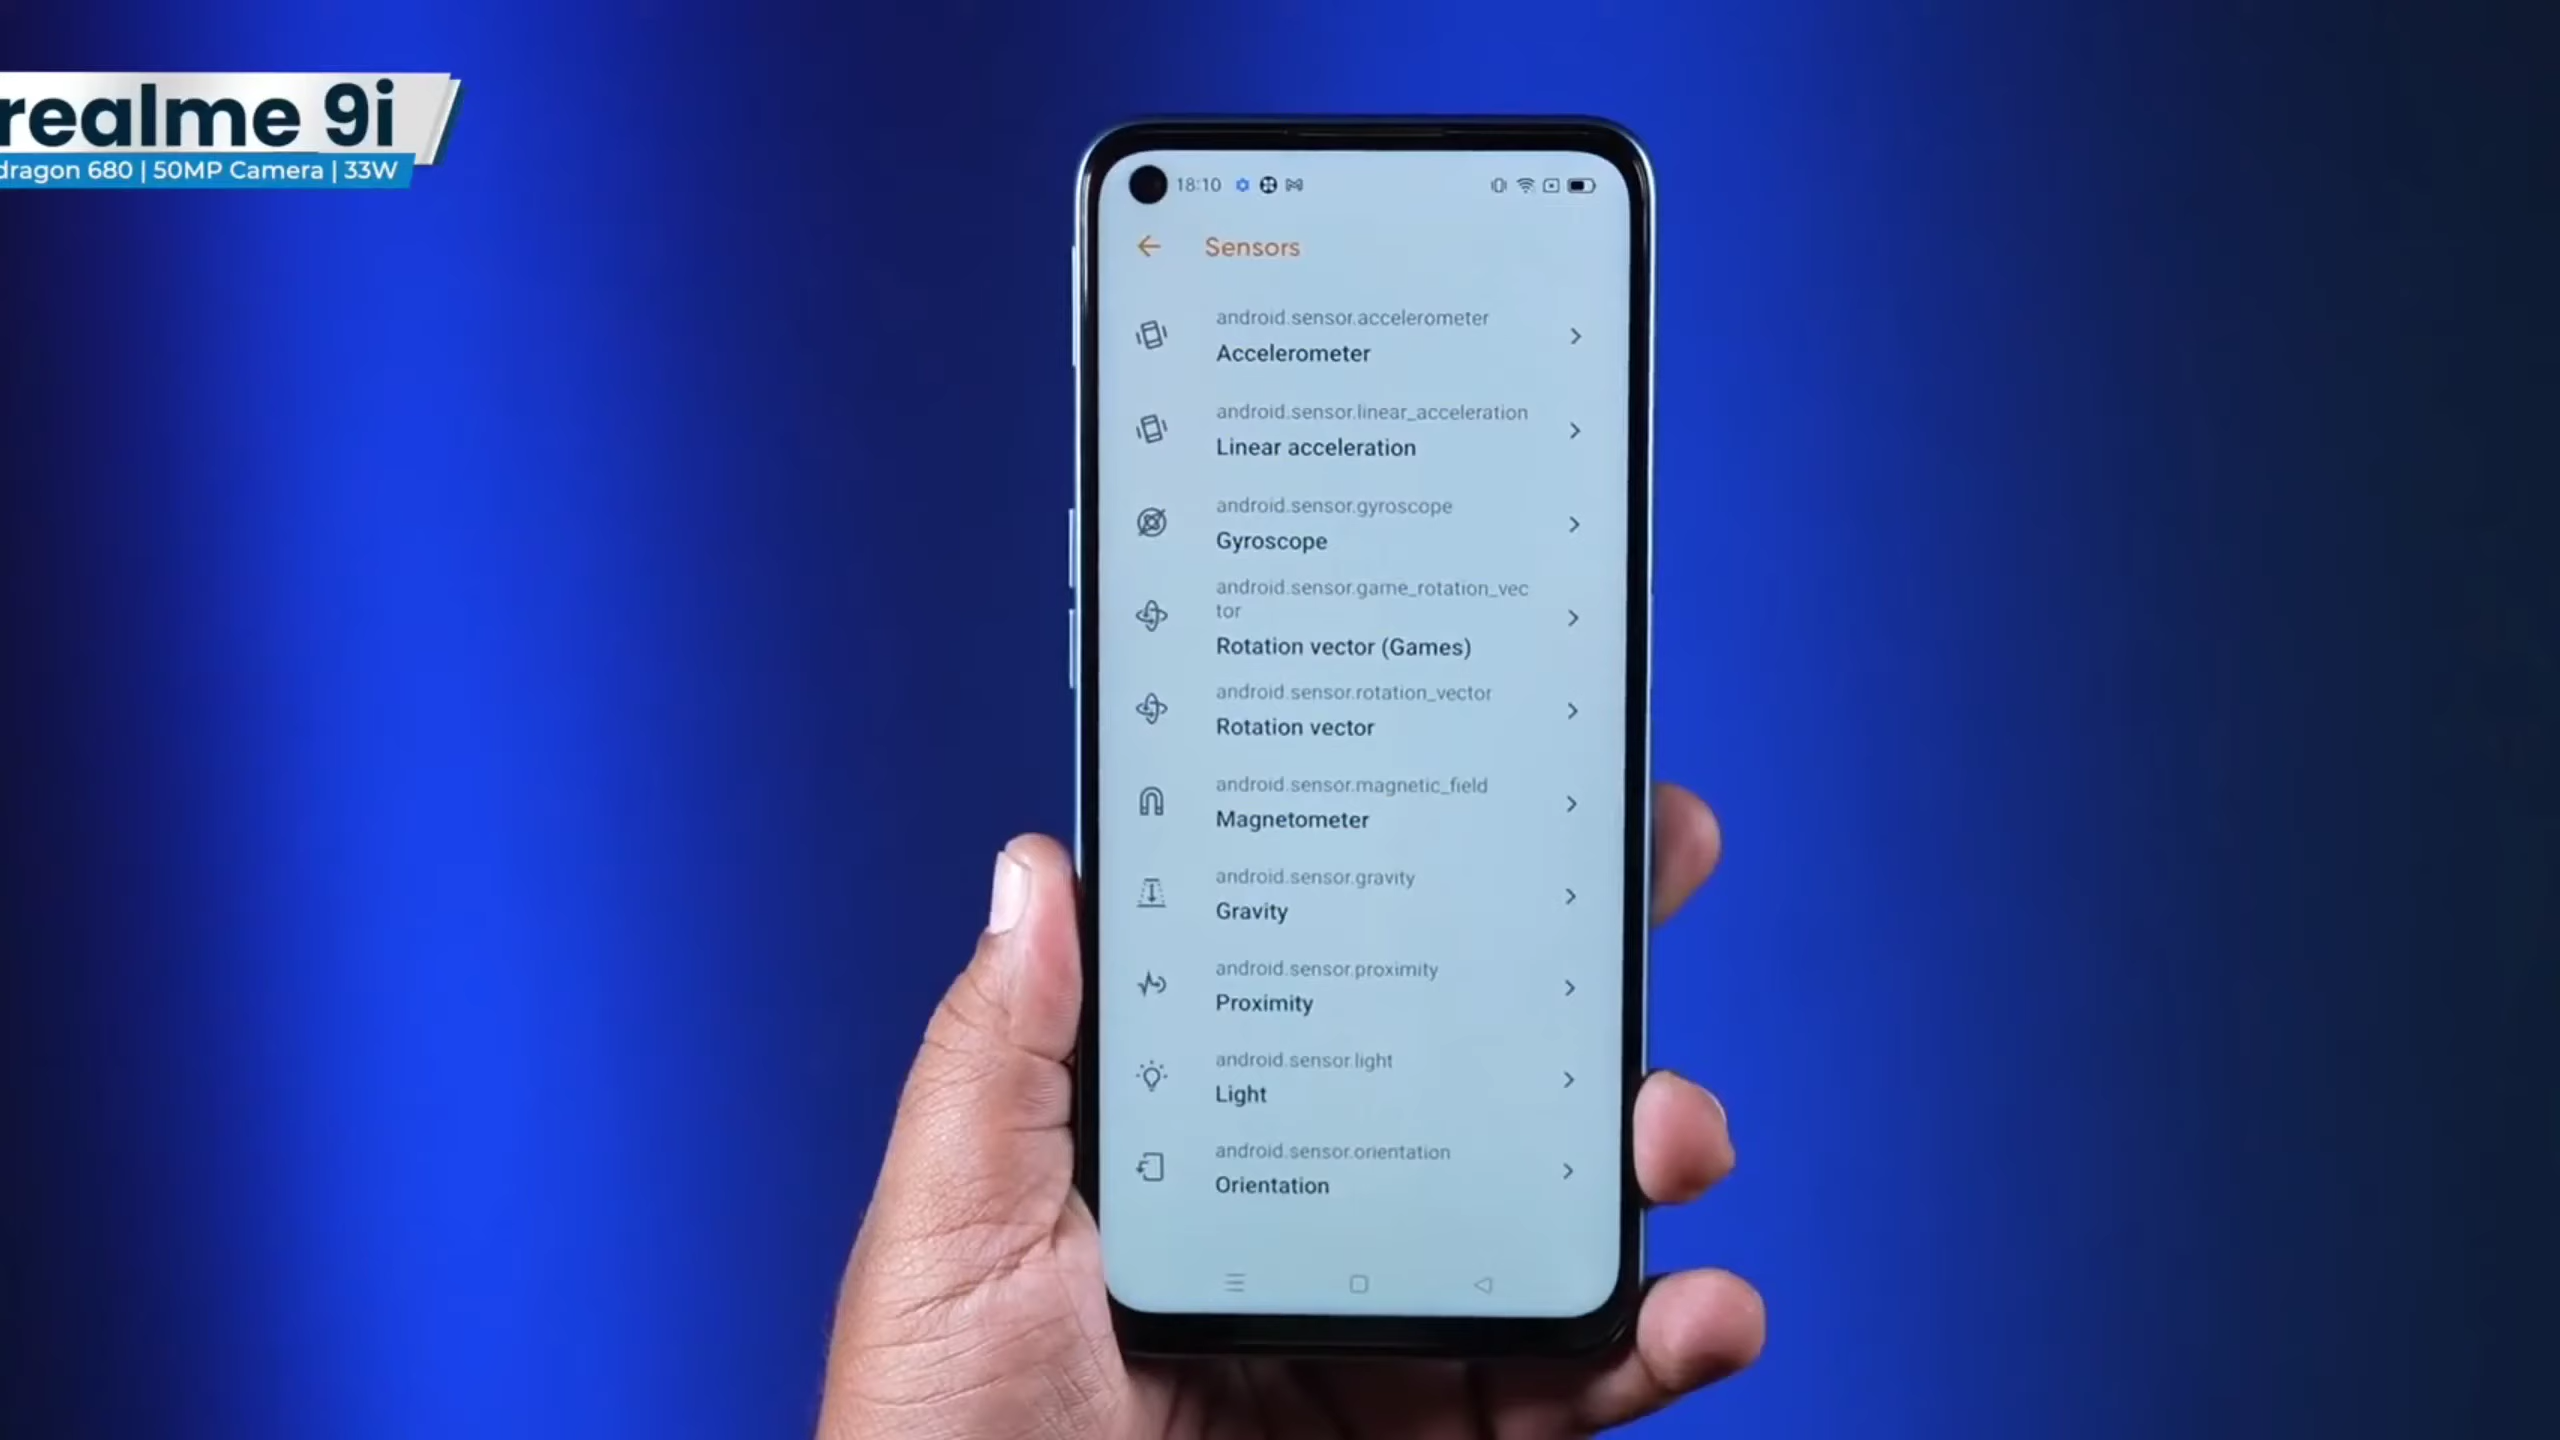 realme 9i
dragon 680 | 50MP Camera | 33W
18:10
Sensors
android.sensor.accelerometer
Accelerometer
android.sensor.linear_acceleration
Linear acceleration
android.sensor.gyroscope
Gyroscope
android.sensor.game_rotation_vec
tor
Rotation vector (Games)
android.sensor.rotation_vector
Rotation vector
android.sensor.magnetic_field
Magnetometer
android.sensor.gravity
Gravity
android.sensor.proximity
Proximity
android.sensor.light
Light
android.sensor.orientation
Orientation